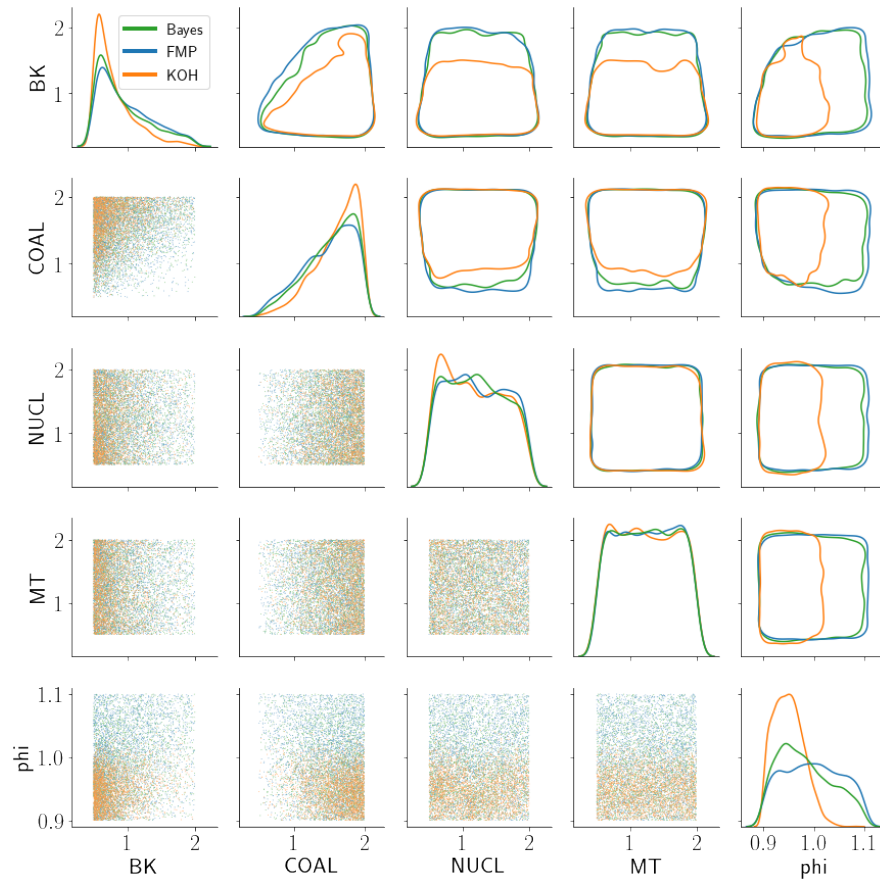 BK
2
1
Bayes
FMP
KOH
COAL
2
1
NUCL
2
1
MT
2
1
phi
1.1
1.0
0.9
1 2
1 2
1 2
1 2
0.9 1.0 1.1
BK COAL NUCL MT phi